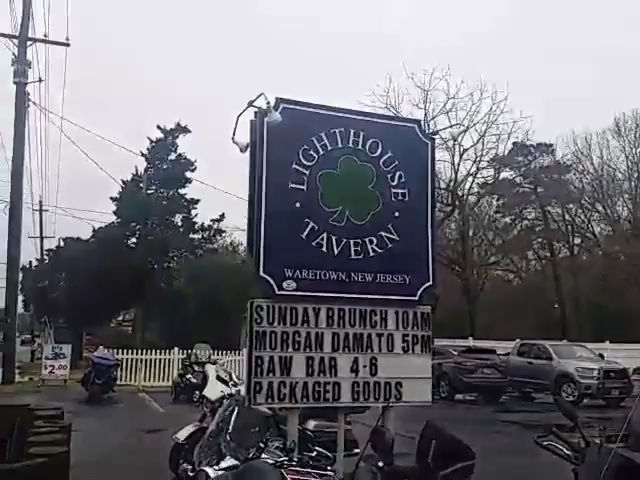 LIGHTHOUSE
TAVERN
WARETOWN, NEW JERSEY
SUNDAY BRUNCH 10AM
MORGAN DAMATO 5PM
RAW BAR 4-6
PACKAGED GOODS
$2.00